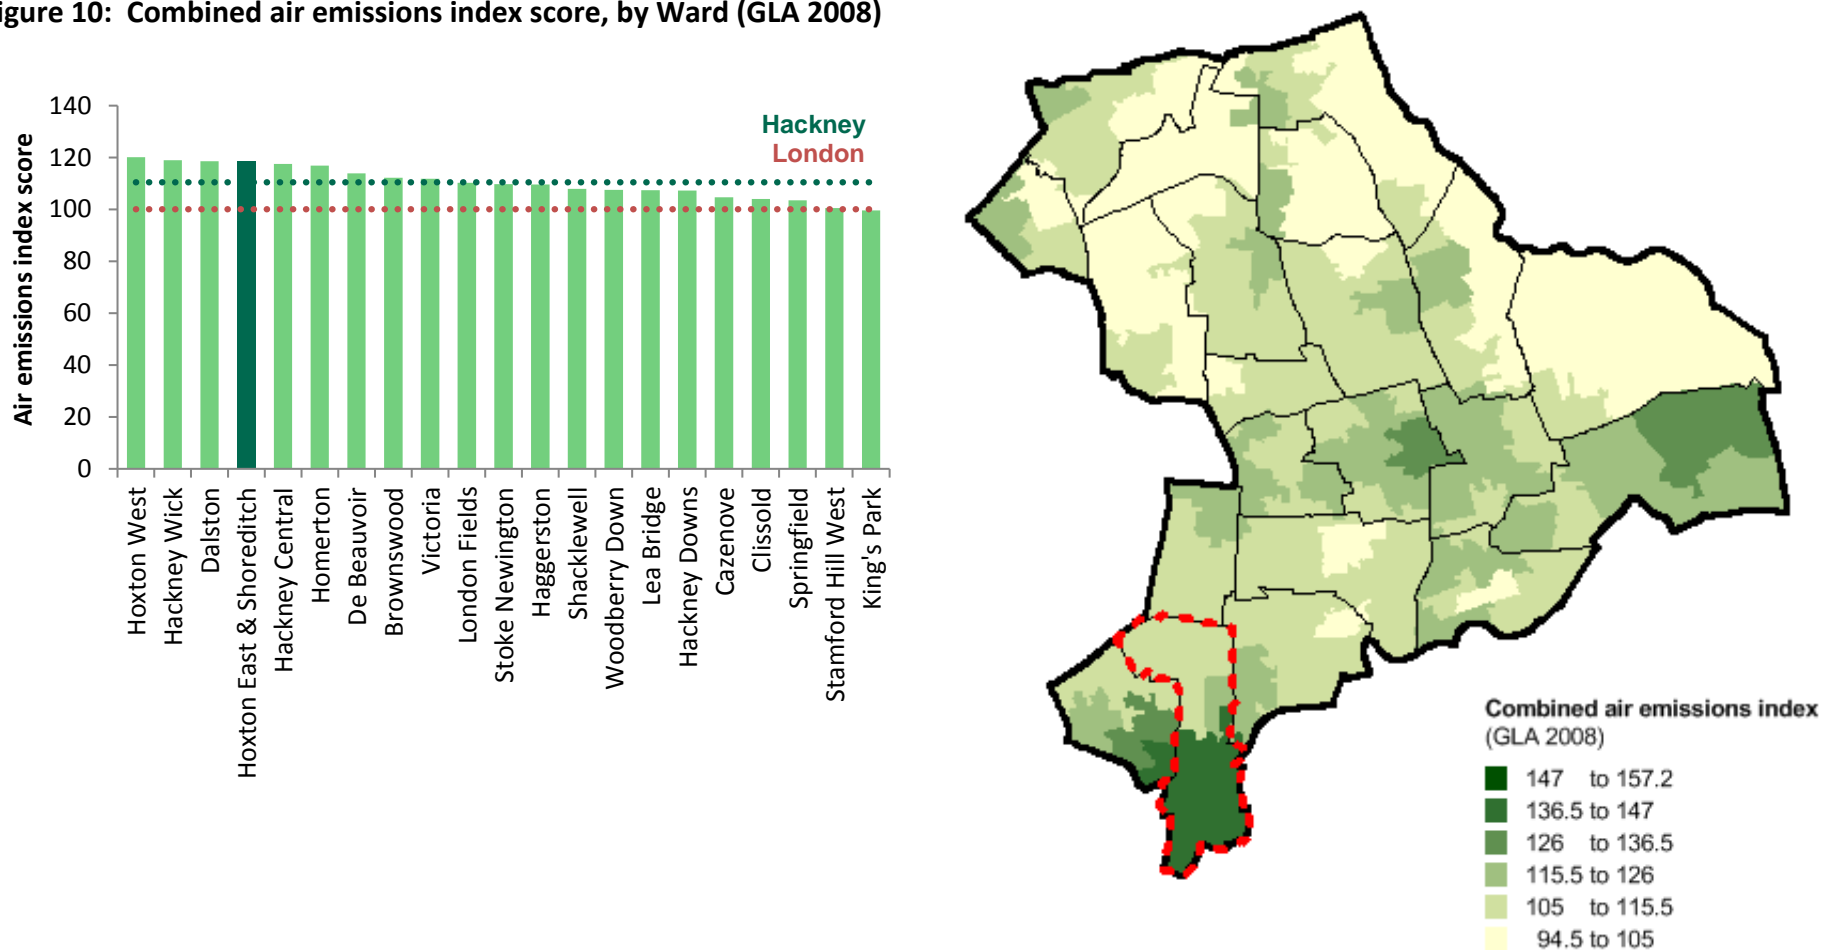 igure 10: Combined air emissions index score, by Ward (GLA 2008)
Air emissions index score
140
120
100
80
60
40
20
0
Hackney
London
Hoxton West
Hackney Wick
Dalston
Hoxton East & Shoreditch
Hackney Central
Homerton
De Beauvoir
Brownswood
Victoria
London Fields
Stoke Newington
Haggerston
Shacklewell
Woodberry Down
Lea Bridge
Hackney Downs
Cazenove
Clissold
Springfield
Stamford Hill West
King's Park
Combined air emissions index
(GLA 2008)
147 to 157.2
136.5 to 147
126 to 136.5
115.5 to 126
105 to 115.5
94.5 to 105